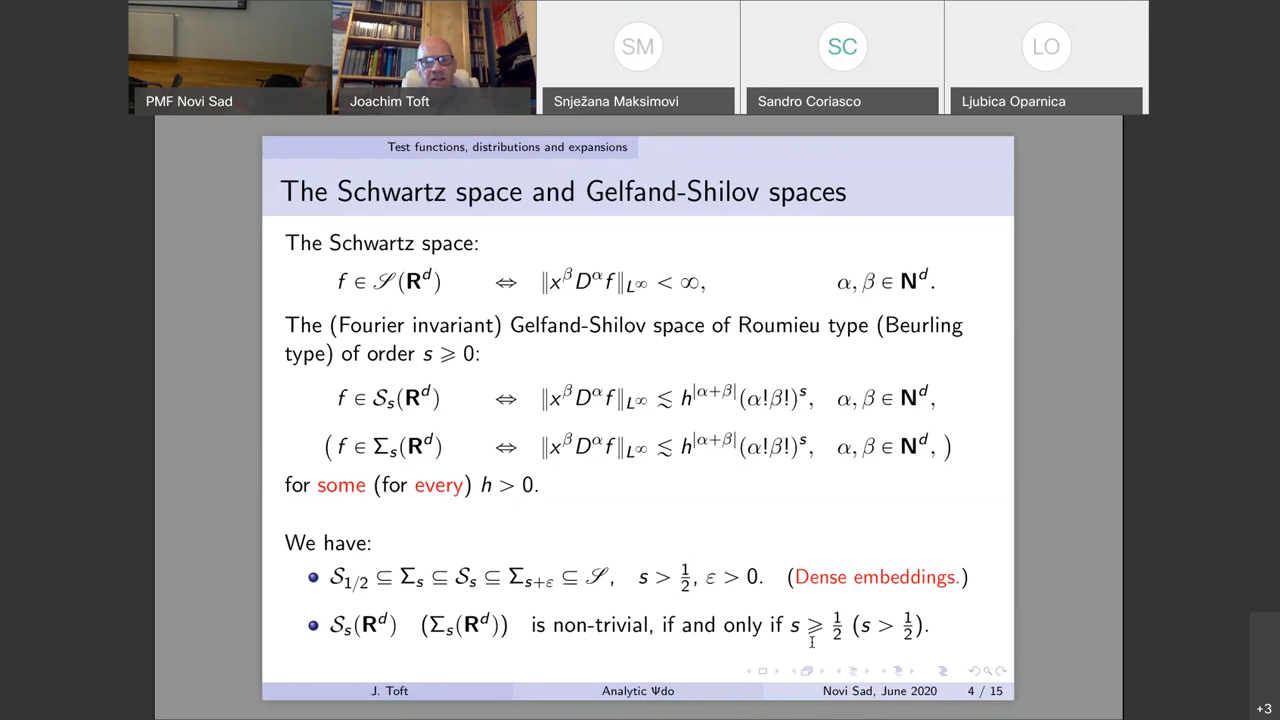 PMF Novi Sad
Joachim Toft
SM
Snježana Maksimovi
SC
Sandro Coriasco
LO
Ljubica Oparnica
Test functions, distributions and expansions
The Schwartz space and Gelfand-Shilov spaces
The Schwartz space:
f ∈ 𝒮(R^d) ⇔ ‖x^β D^α f‖_{L^∞} < ∞, α, β ∈ N^d.
The (Fourier invariant) Gelfand-Shilov space of Roumieu type (Beurling
type) of order s ⩾ 0:
f ∈ S_s(R^d) ⇔ ‖x^β D^α f‖_{L^∞} ≲ h^{|α+β|}(α!β!)^s, α, β ∈ N^d,
( f ∈ Σ_s(R^d) ⇔ ‖x^β D^α f‖_{L^∞} ≲ h^{|α+β|}(α!β!)^s, α, β ∈ N^d, )
for some (for every) h > 0.
We have:
S_{1/2} ⊆ Σ_s ⊆ S_s ⊆ Σ_{s+ε} ⊆ 𝒮, s > 1/2, ε > 0. (Dense embeddings.)
S_s(R^d) (Σ_s(R^d)) is non-trivial, if and only if s ⩾ 1/2 (s > 1/2).
J. Toft Analytic Ψdo Novi Sad, June 2020 4 / 15
+3